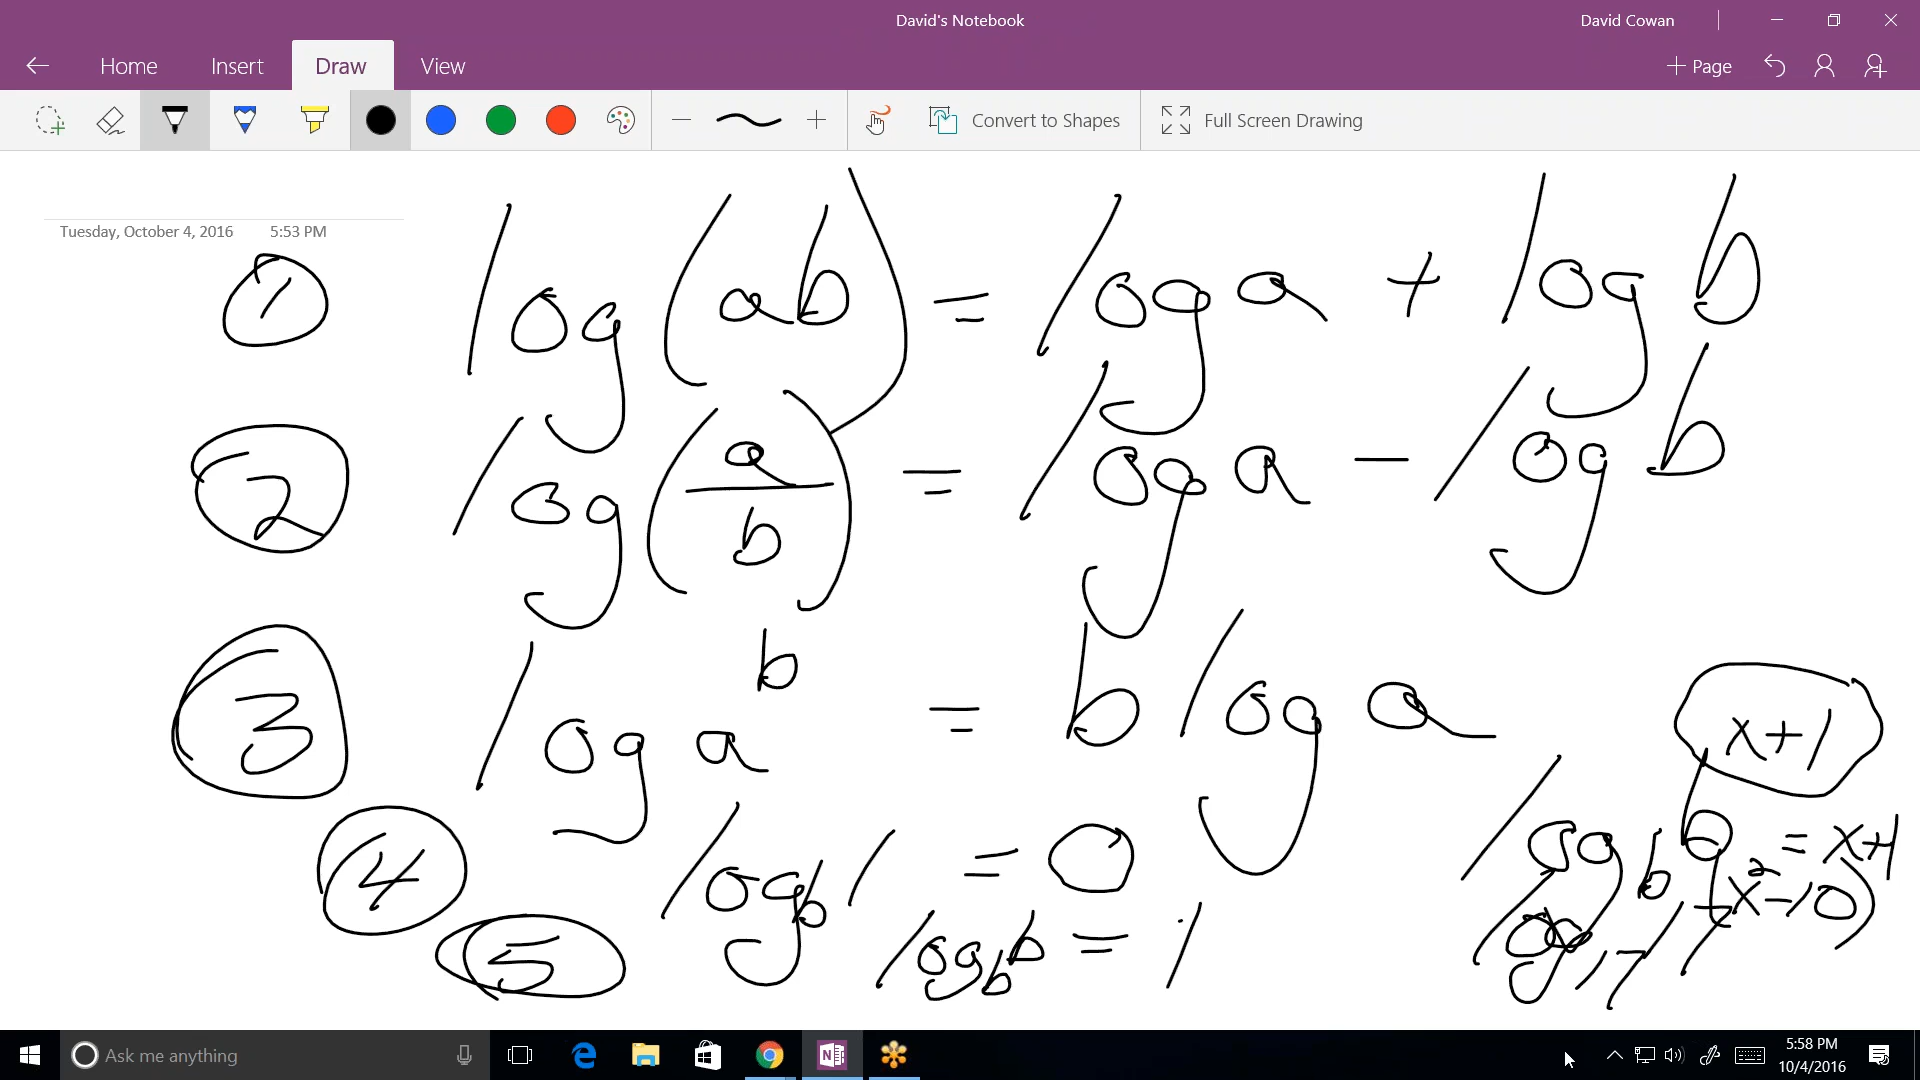 David's Notebook
David Cowan
Home Insert Draw View
Page
Convert to Shapes Full Screen Drawing
Tuesday, October 4, 2016 5:53 PM
① log(ab) = log a + log b
② log(a/b) = log a - log b
③ log a^b = b log a
x+1
④ log_b 1 = 0
= x+1
⑤ log_b b = 1
Ask me anything
5:58 PM
10/4/2016